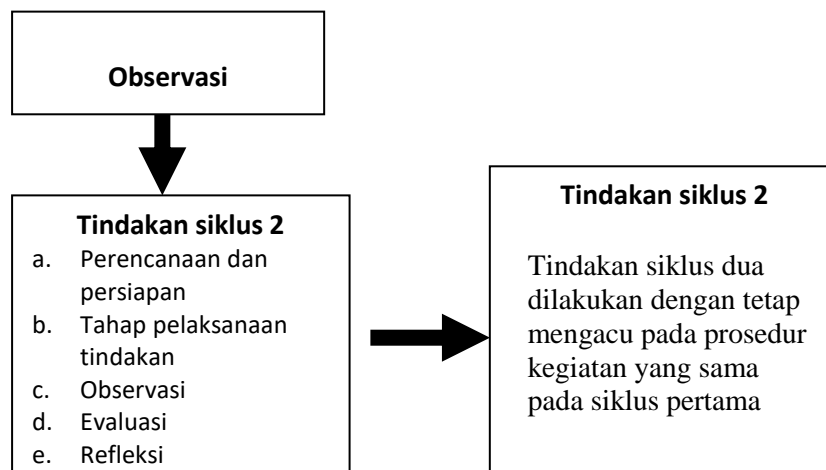 Observasi
Tindakan siklus 2
a. Perencanaan dan
persiapan
b. Tahap pelaksanaan
tindakan
c. Observasi
d. Evaluasi
e. Refleksi
Tindakan siklus 2
Tindakan siklus dua
dilakukan dengan tetap
mengacu pada prosedur
kegiatan yang sama
pada siklus pertama